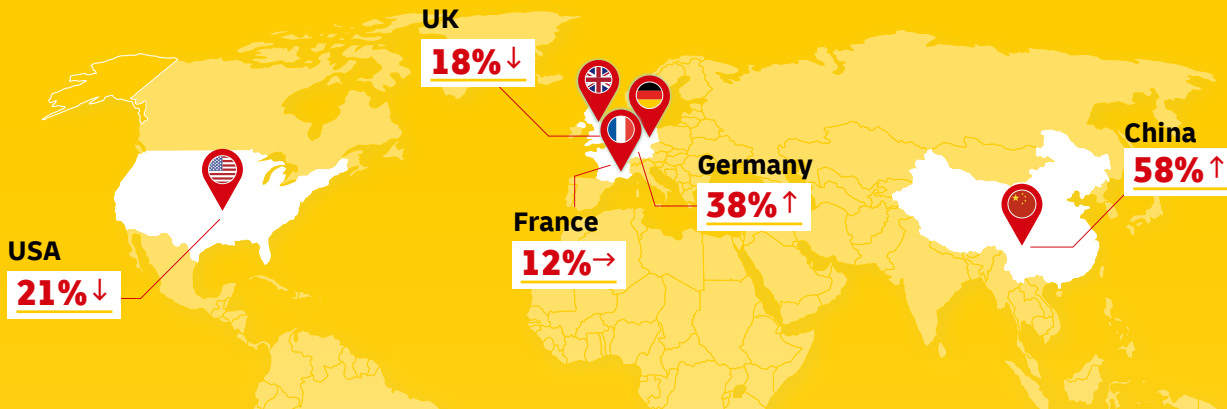 UK
18%↓
Germany
38%↑
China
58%↑
France
12%→
USA
21%↓